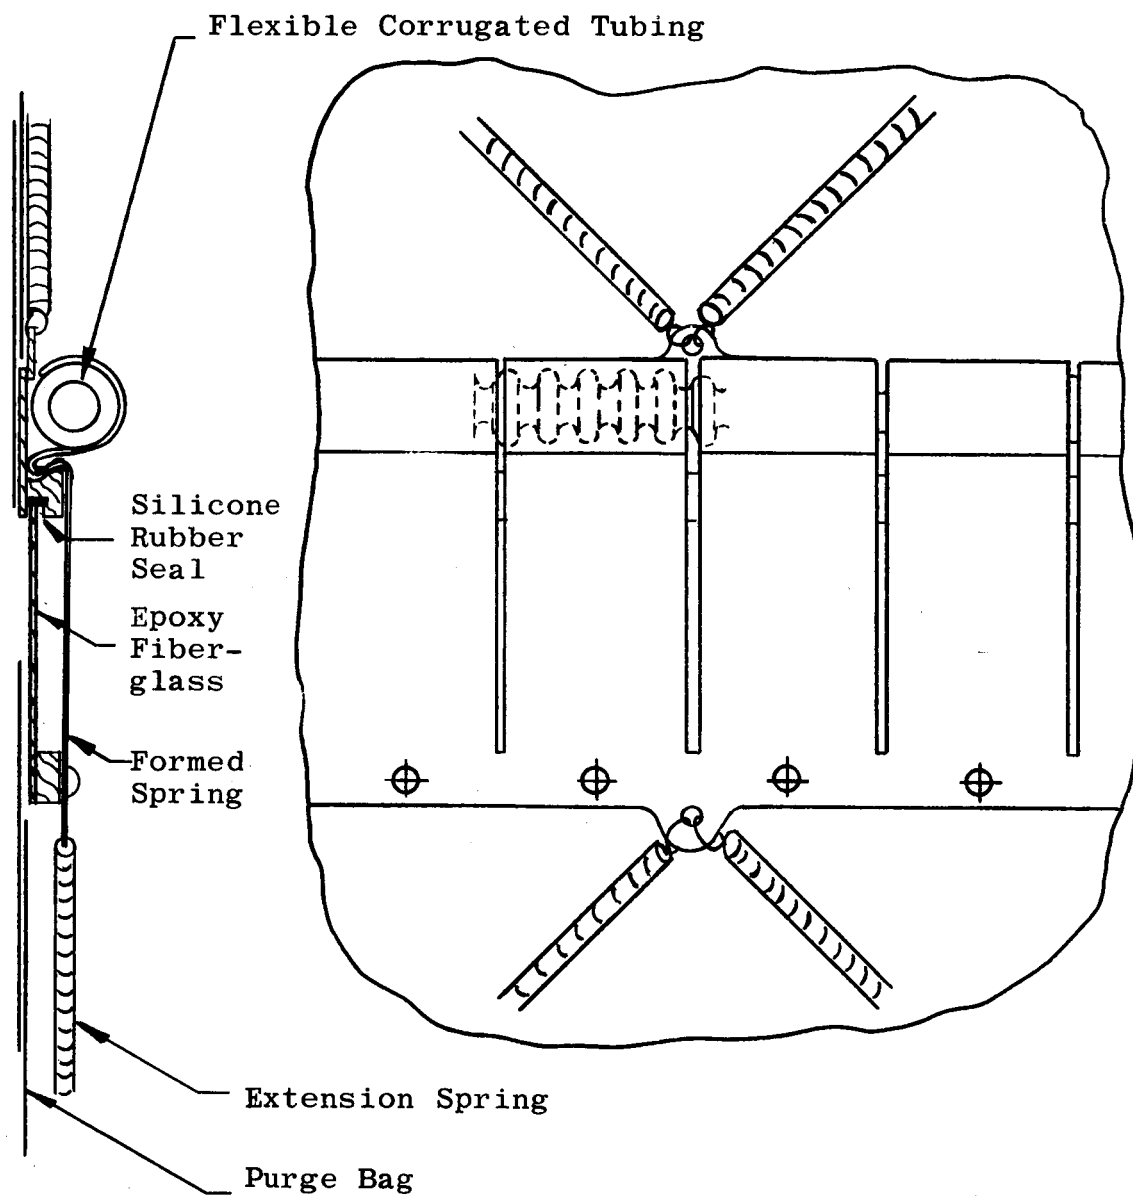 Flexible Corrugated Tubing
Silicone
Rubber
Seal
Epoxy
Fiber-
glass
Formed
Spring
Extension Spring
Purge Bag